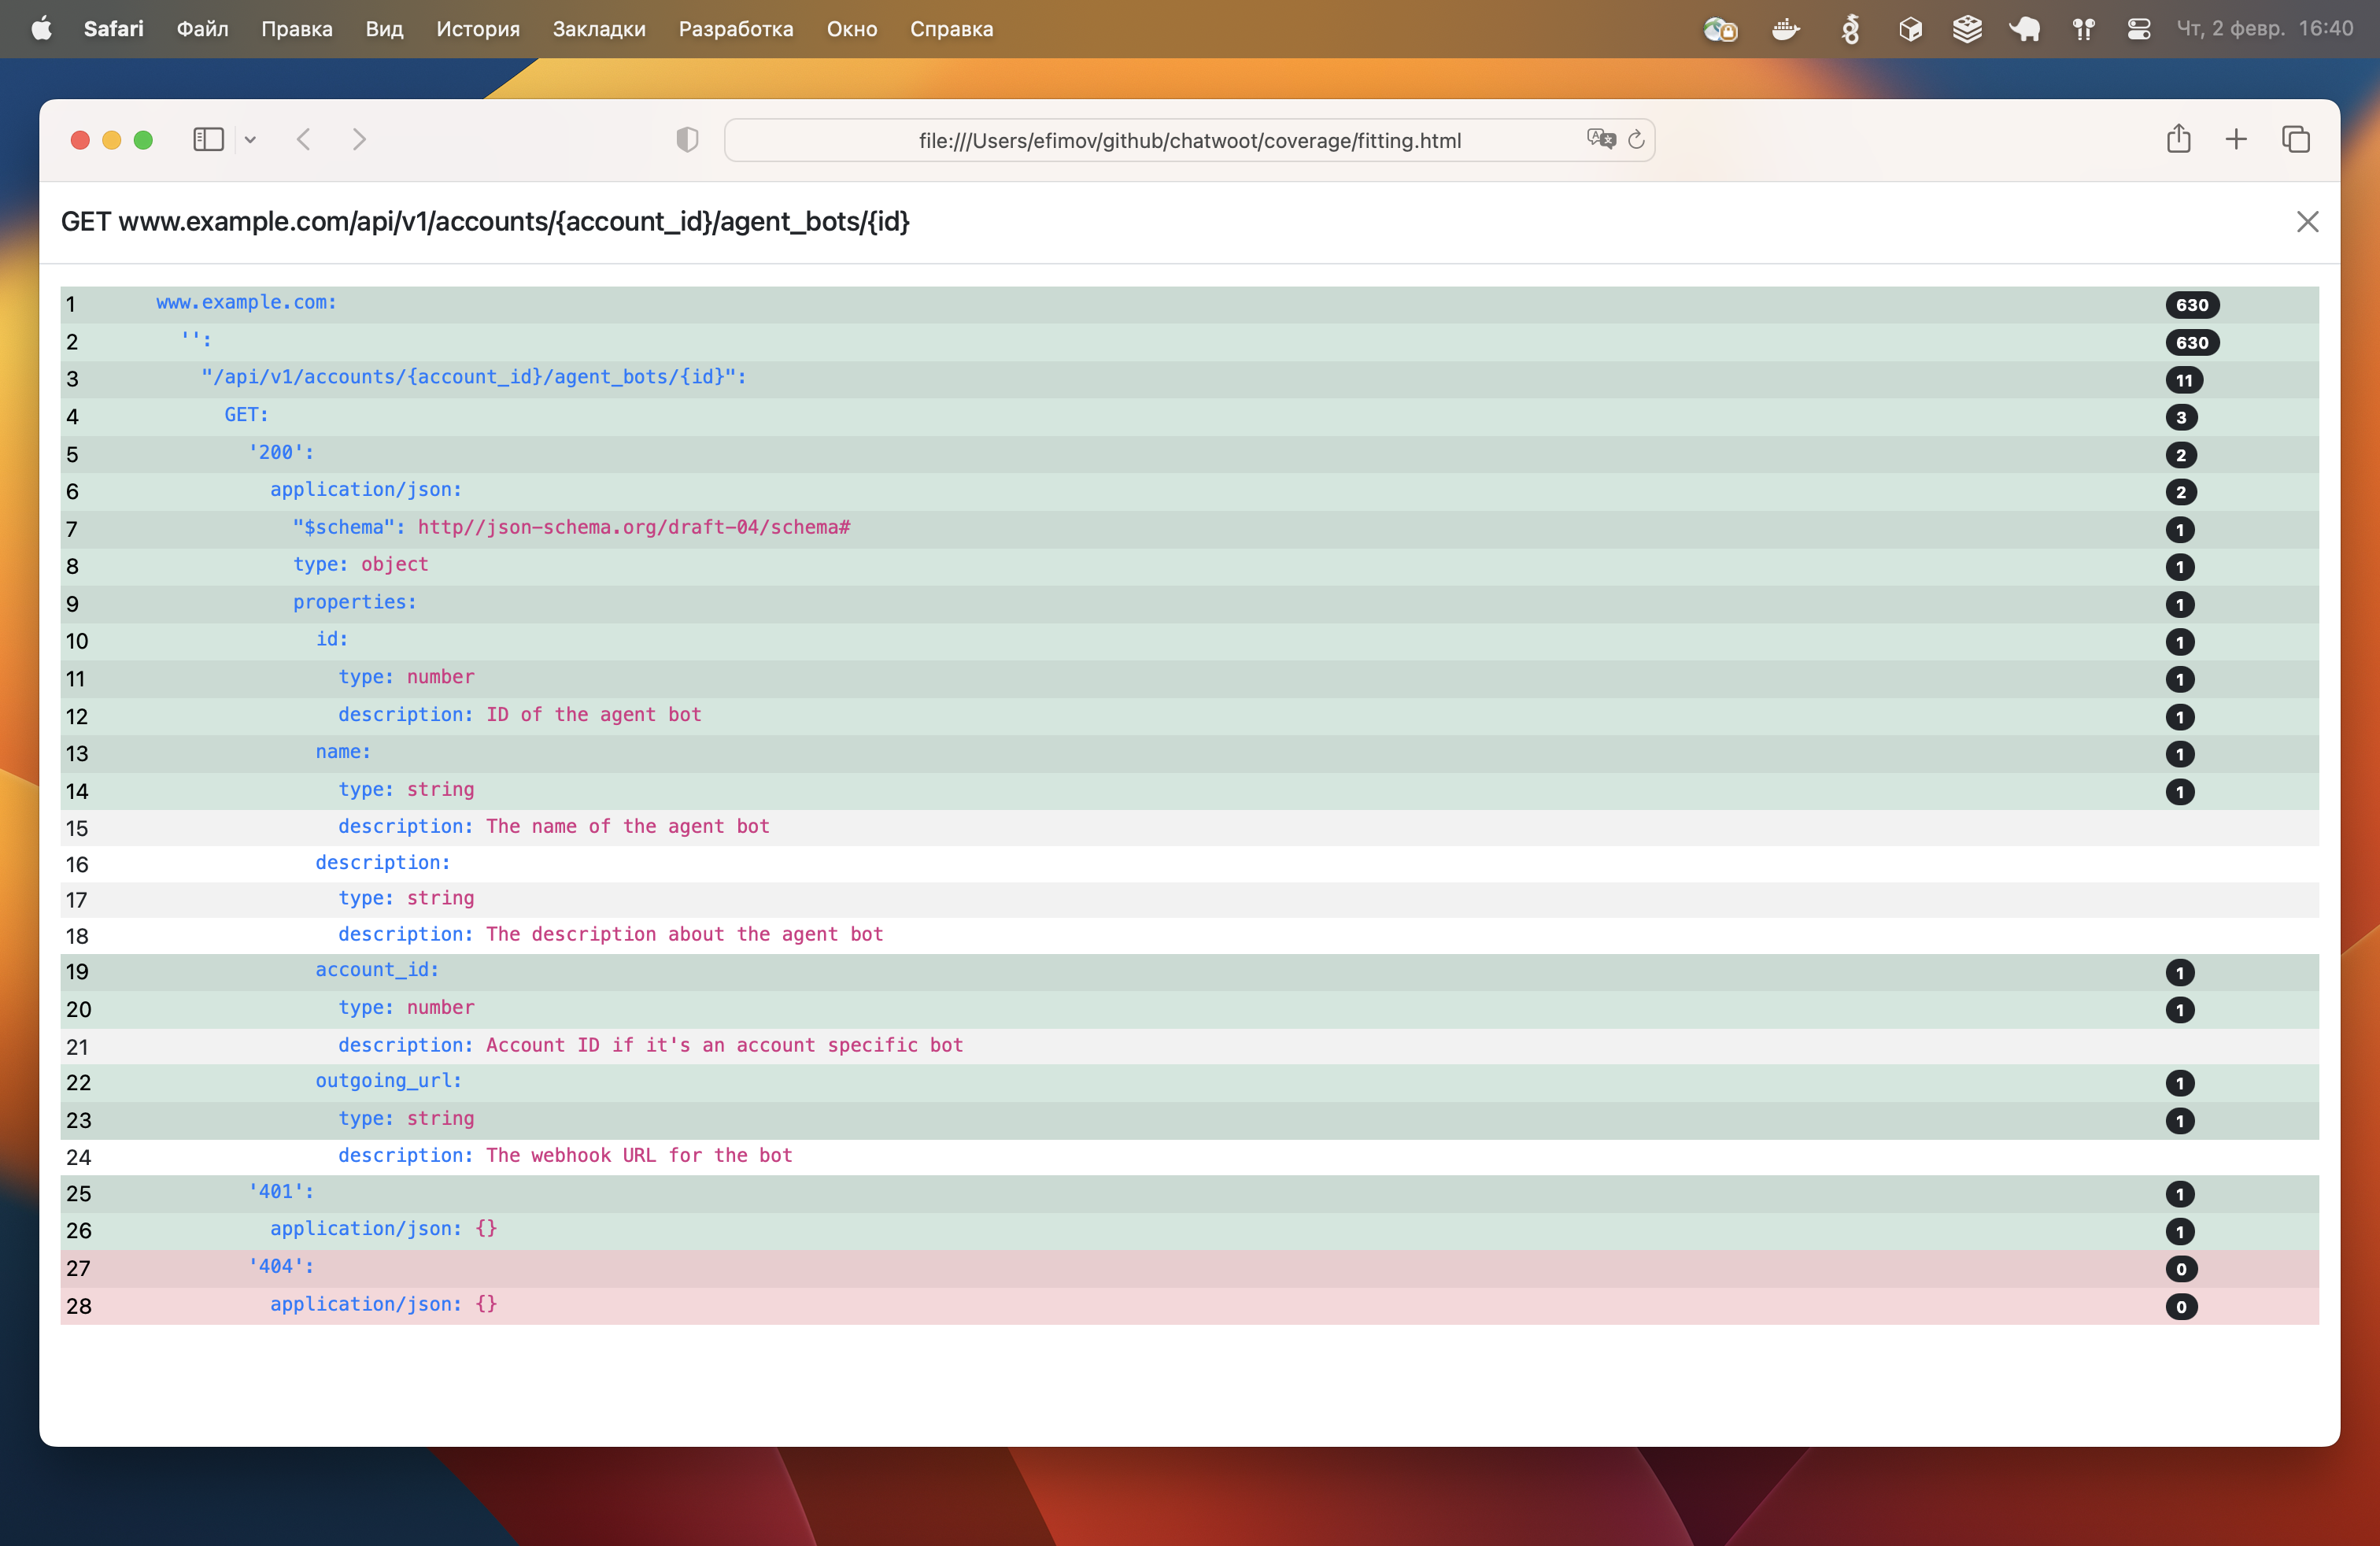 Safari Файл Правка Вид История Закладки Разработка Окно Справка Чт, 2 февр. 16:40
file:///Users/efimov/github/chatwoot/coverage/fitting.html
GET www.example.com/api/v1/accounts/{account_id}/agent_bots/{id}
1 www.example.com: 630
2 '': 630
3 "/api/v1/accounts/{account_id}/agent_bots/{id}": 11
4 GET: 3
5 '200': 2
6 application/json: 2
7 "$schema": http//json-schema.org/draft-04/schema# 1
8 type: object 1
9 properties: 1
10 id: 1
11 type: number 1
12 description: ID of the agent bot 1
13 name: 1
14 type: string 1
15 description: The name of the agent bot
16 description:
17 type: string
18 description: The description about the agent bot
19 account_id: 1
20 type: number 1
21 description: Account ID if it's an account specific bot
22 outgoing_url: 1
23 type: string 1
24 description: The webhook URL for the bot
25 '401': 1
26 application/json: {} 1
27 '404': 0
28 application/json: {} 0